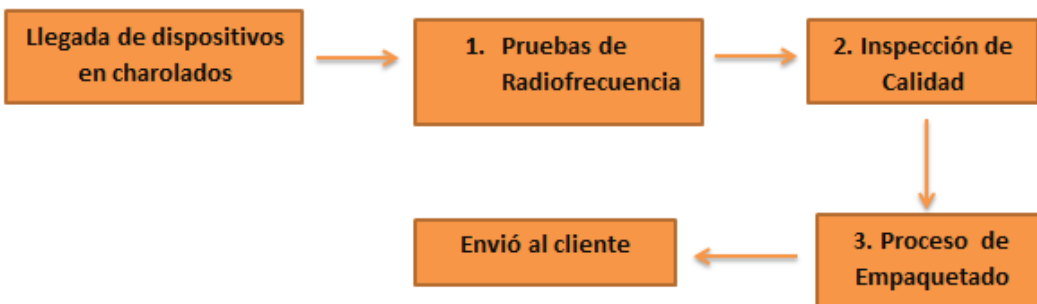 Llegada de dispositivos
en charolados
1. Pruebas de
Radiofrecuencia
2. Inspección de
Calidad
3. Proceso de
Empaquetado
Envió al cliente